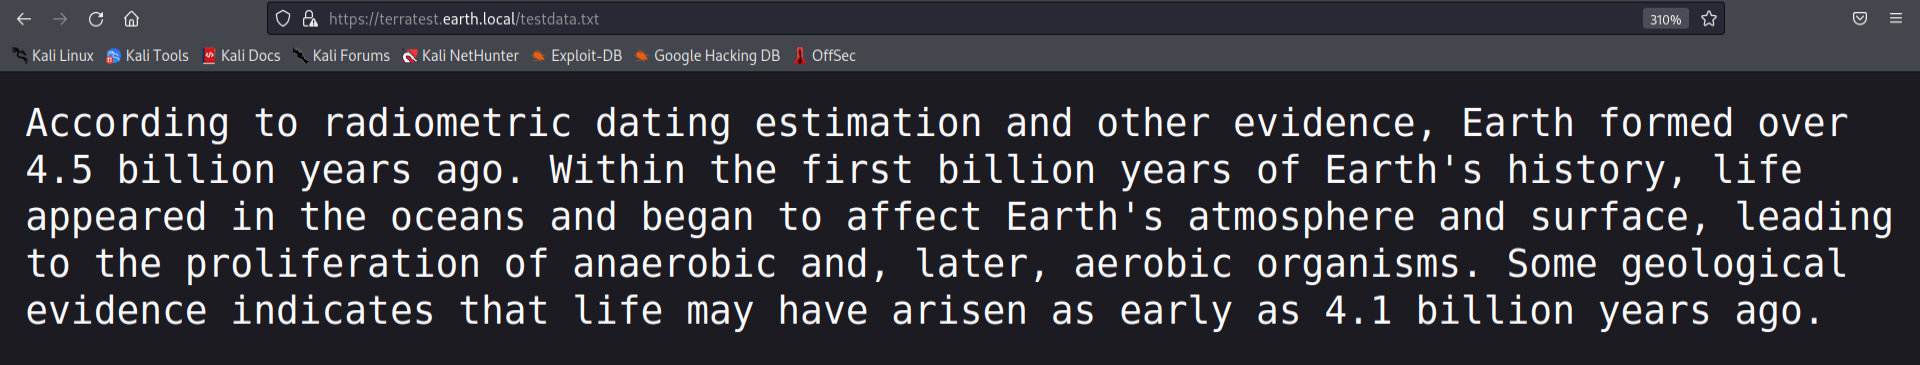 https://terratest.earth.local/testdata.txt
310%
Kali Linux Kali Tools Kali Docs Kali Forums Kali NetHunter Exploit-DB Google Hacking DB OffSec
According to radiometric dating estimation and other evidence, Earth formed over
4.5 billion years ago. Within the first billion years of Earth's history, life
appeared in the oceans and began to affect Earth's atmosphere and surface, leading
to the proliferation of anaerobic and, later, aerobic organisms. Some geological
evidence indicates that life may have arisen as early as 4.1 billion years ago.